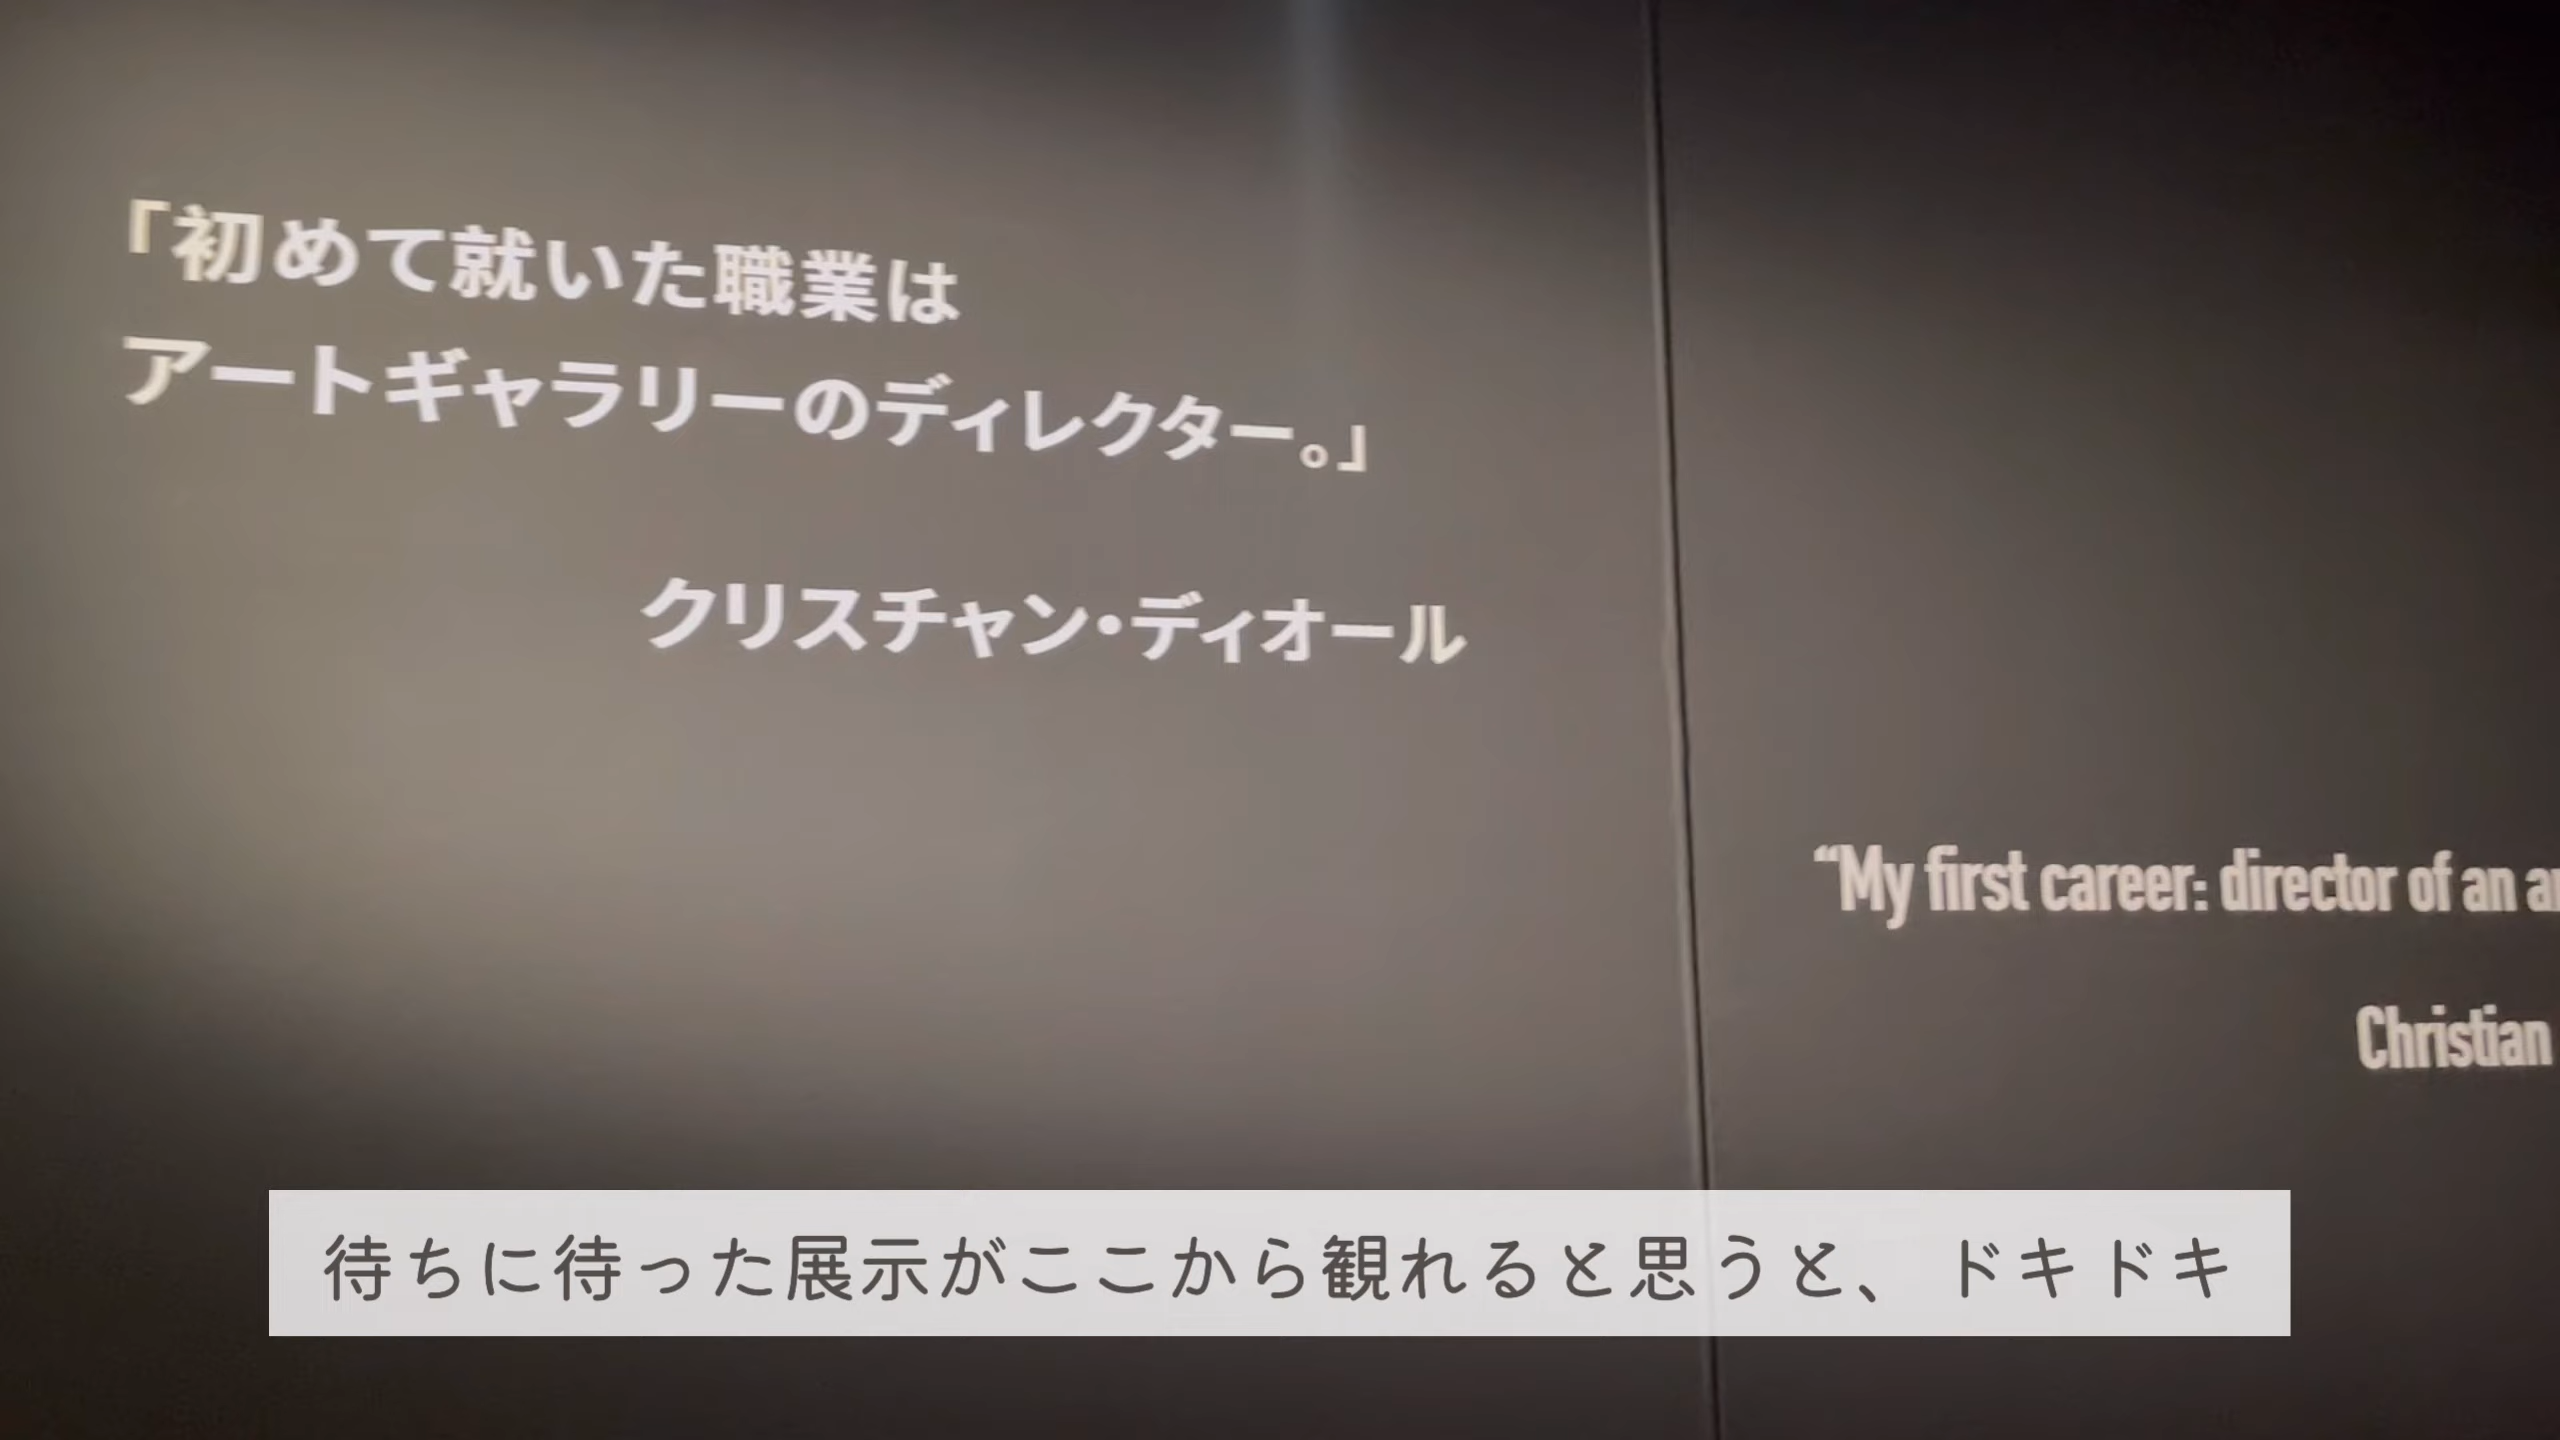 「初めて就いた職業は
アートギャラリーのディレクター。」
クリスチャン・ディオール
“My first career: director of an
Christian
待ちに待った展示がここから観れると思うと、ドキドキ